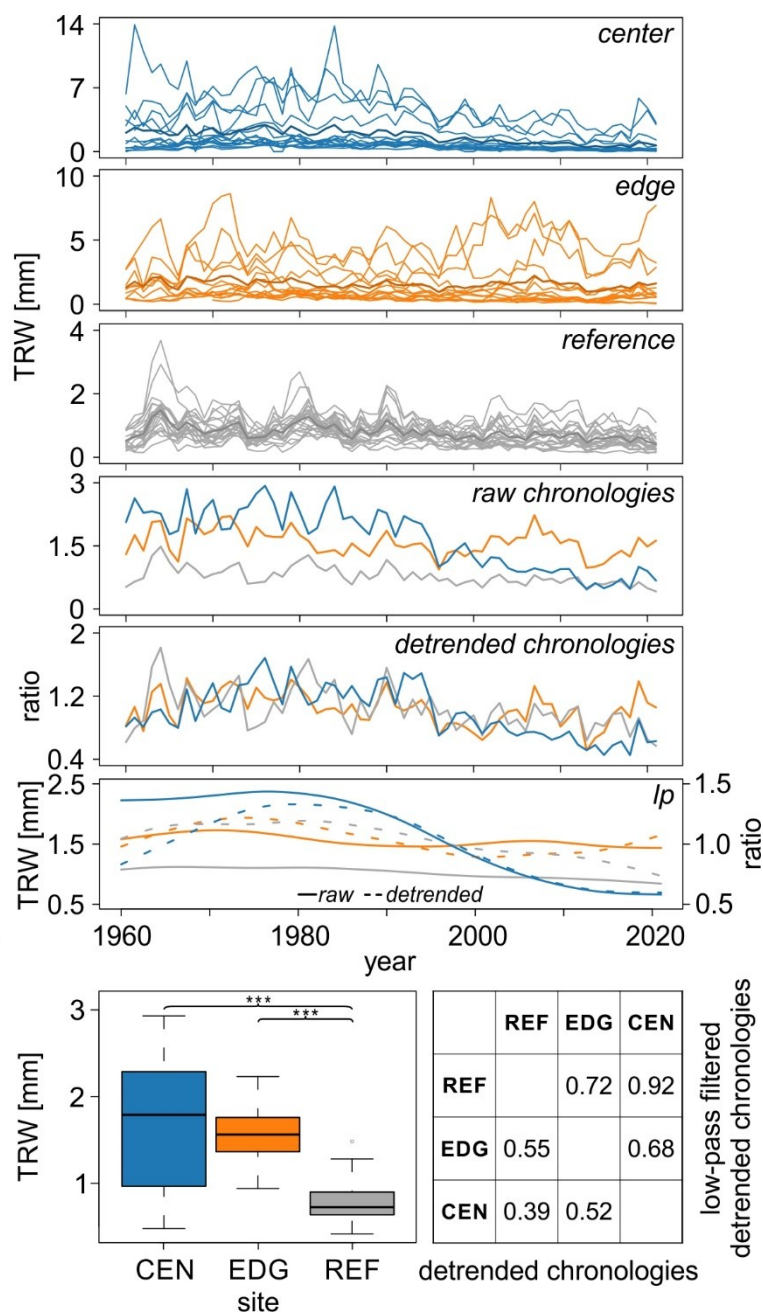 center
14
7
0
edge
10
5
0
TRW [mm]
reference
4
2
0
raw chronologies
3
1.5
0
detrended chronologies
2
1.2
0.4
ratio
lp
2.5
1.5
0.5
TRW [mm]
1.5
1.0
0.5
ratio
raw detrended
1960 1980 2000 2020
year
3
2
1
TRW [mm]
*** 
***
CEN EDG REF
site
REF EDG CEN
REF 0.72 0.92
EDG 0.55 0.68
CEN 0.39 0.52
detrended chronologies
low-pass filtered
detrended chronologies